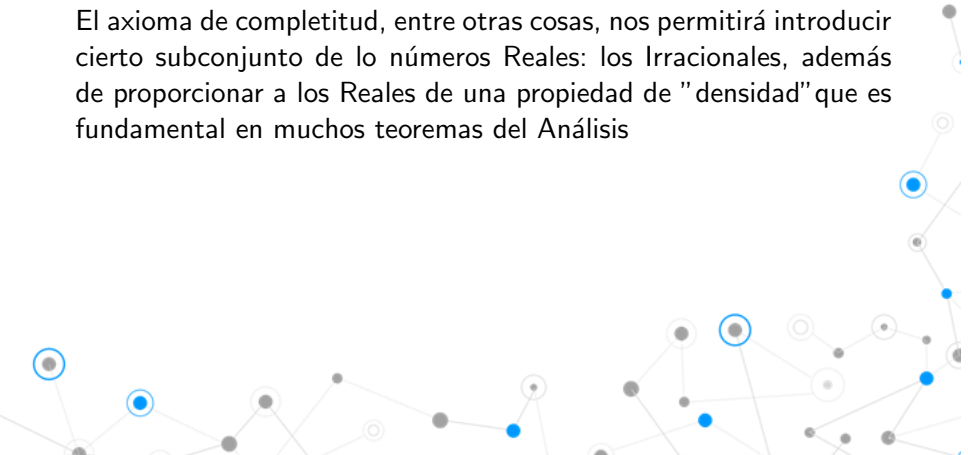 El axioma de completitud, entre otras cosas, nos permitirá introducir
cierto subconjunto de lo números Reales: los Irracionales, además
de proporcionar a los Reales de una propiedad de ”densidad”que es
fundamental en muchos teoremas del Análisis